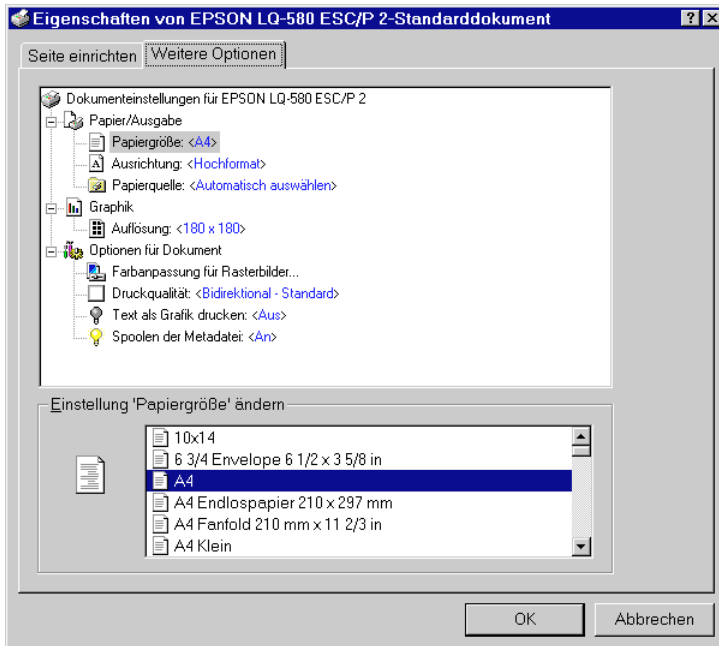 Eigenschaften von EPSON LQ-580 ESC/P 2-Standarddokument
Seite einrichten Weitere Optionen
Dokumenteinstellungen für EPSON LQ-580 ESC/P 2
Papier/Ausgabe
Papiergröße: <A4>
Ausrichtung: <Hochformat>
Papierquelle: <Automatisch auswählen>
Graphik
Auflösung: <180 x 180>
Optionen für Dokument
Farbanpassung für Rasterbilder...
Druckqualität: <Bidirektional - Standard>
Text als Grafik drucken: <Aus>
Spoolen der Metadatei: <An>
Einstellung 'Papiergröße' ändern
10x14
6 3/4 Envelope 6 1/2 x 3 5/8 in
A4
A4 Endlospapier 210 x 297 mm
A4 Fanfold 210 mm x 11 2/3 in
A4 Klein
OK Abbrechen